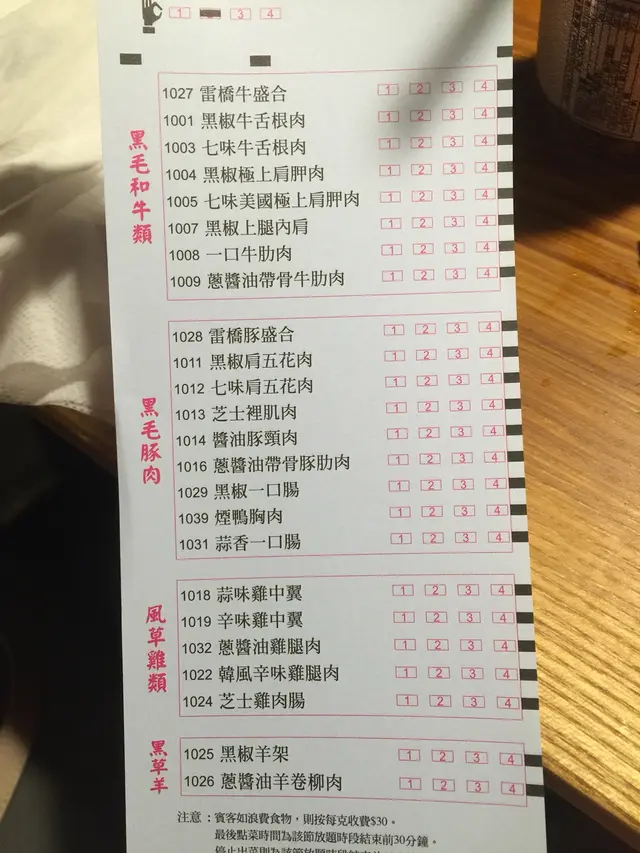 1 3 4
黑毛和牛類
1027 雷橋牛盛合 1 2 3 4
1001 黑椒牛舌根肉 1 2 3 4
1003 七味牛舌根肉 1 2 3 4
1004 黑椒極上肩胛肉 1 2 3 4
1005 七味美國極上肩胛肉 1 2 3 4
1007 黑椒上腿內肩 1 2 3 4
1008 一口牛肋肉 1 2 3 4
1009 蔥醬油帶骨牛肋肉 1 2 3 4
黑毛豚肉
1028 雷橋豚盛合 1 2 3 4
1011 黑椒肩五花肉 1 2 3 4
1012 七味肩五花肉 1 2 3 4
1013 芝士裡肌肉 1 2 3 4
1014 醬油豚頸肉 1 2 3 4
1016 蔥醬油帶骨豚肋肉 1 2 3 4
1029 黑椒一口腸 1 2 3 4
1039 煙鴨胸肉 1 2 3 4
1031 蒜香一口腸 1 2 3 4
風草雞類
1018 蒜味雞中翼 1 2 3 4
1019 辛味雞中翼 1 2 3 4
1032 蔥醬油雞腿肉 1 2 3 4
1022 韓風辛味雞腿肉 1 2 3 4
1024 芝士雞肉腸 1 2 3 4
黑草羊
1025 黑椒羊架 1 2 3 4
1026 蔥醬油羊卷柳肉 1 2 3 4
注意：賓客如浪費食物，則按每克收費$30。
最後點菜時間為該節放題時段結束前30分鐘。